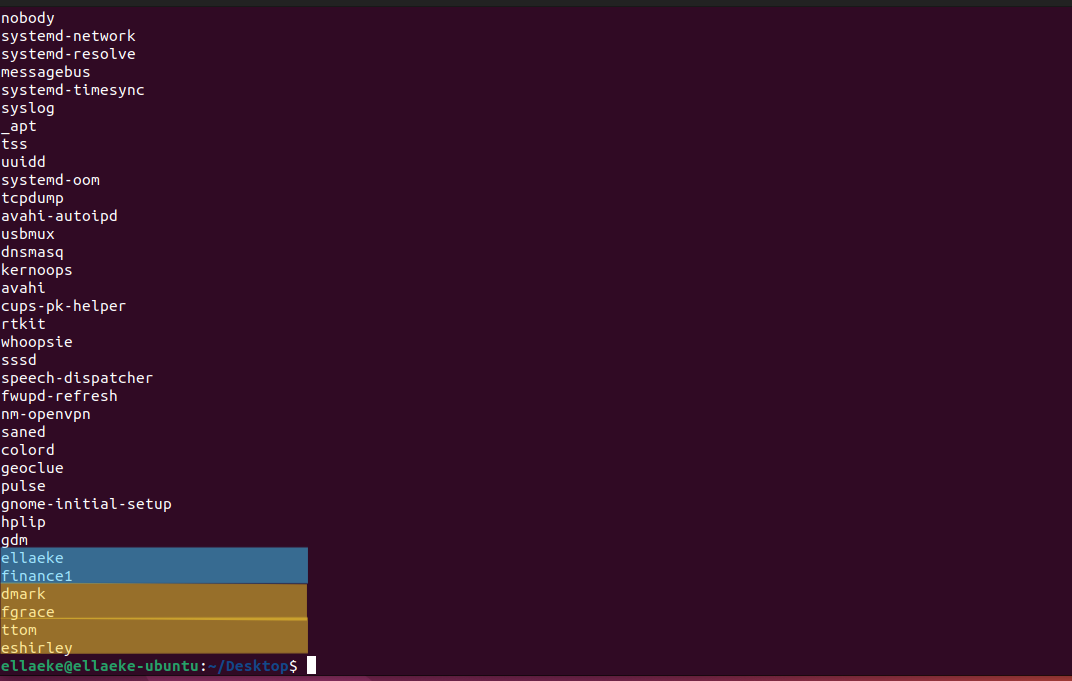 nobody
systemd-network
systemd-resolve
messagebus
systemd-timesync
syslog
_apt
tss
uuidd
systemd-oom
tcpdump
avahi-autoipd
usbmux
dnsmasq
kernoops
avahi
cups-pk-helper
rtkit
whoopsie
sssd
speech-dispatcher
fwupd-refresh
nm-openvpn
saned
colord
geoclue
pulse
gnome-initial-setup
hplip
gdm
ellaeke
finance1
dmark
fgrace
ttom
eshirley
ellaeke@ellaeke-ubuntu:~/Desktop$